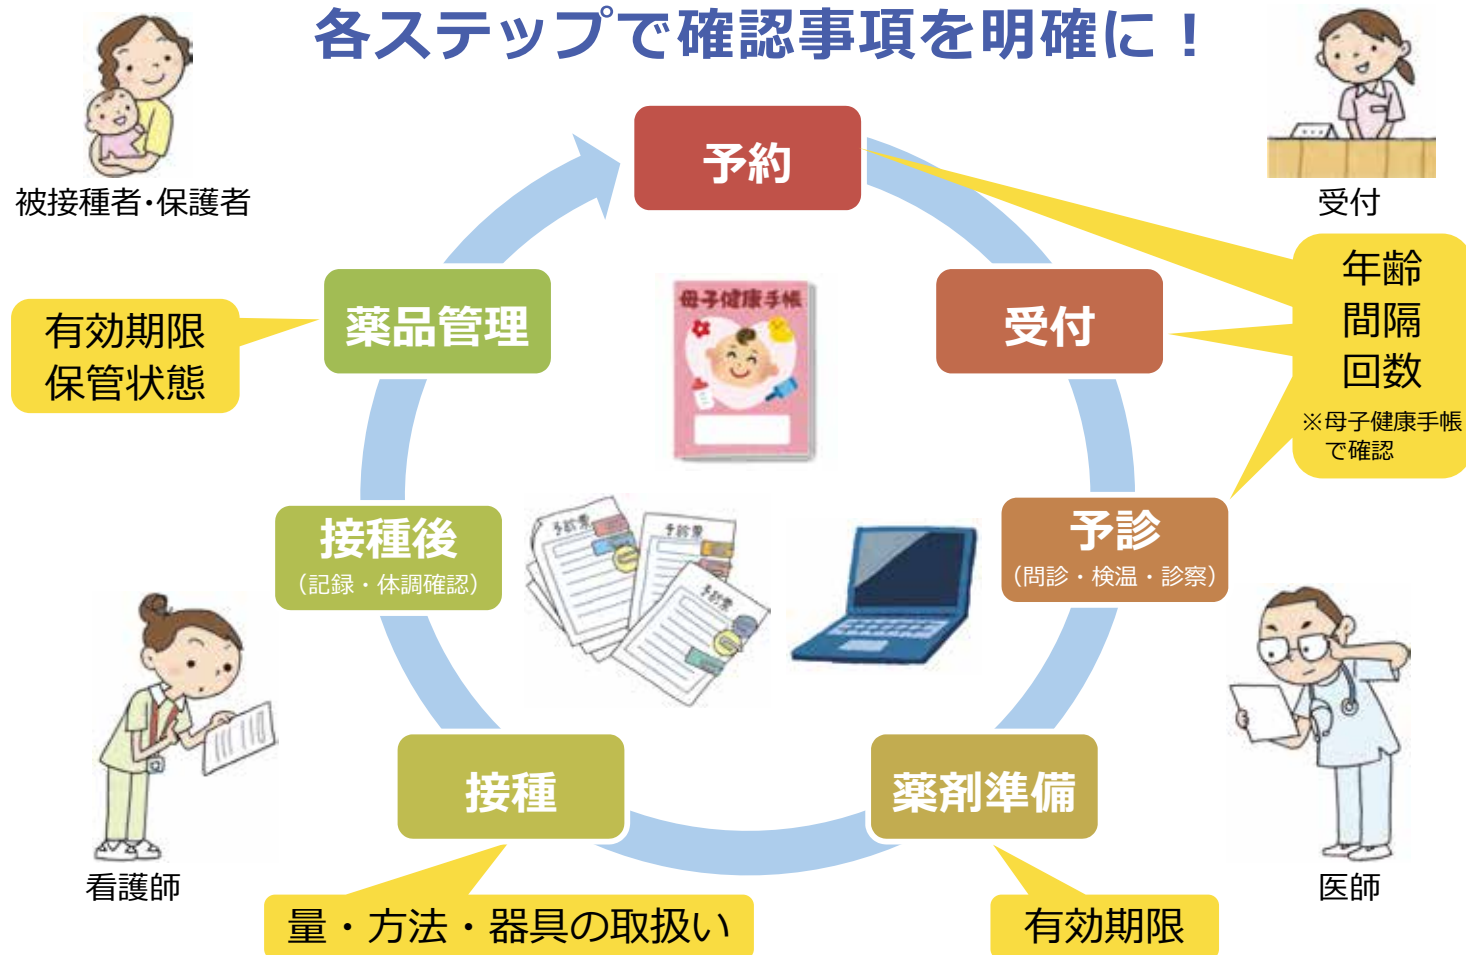 各ステップで確認事項を明確に！
被接種者・保護者
受付
予約
年齢
間隔
回数
※母子健康手帳
で確認
薬品管理
有効期限
保管状態
母子健康手帳
受付
接種後
（記録・体調確認）
予診票
予診票
予診票
予診
（問診・検温・診察）
接種
薬剤準備
看護師
医師
量・方法・器具の取扱い
有効期限